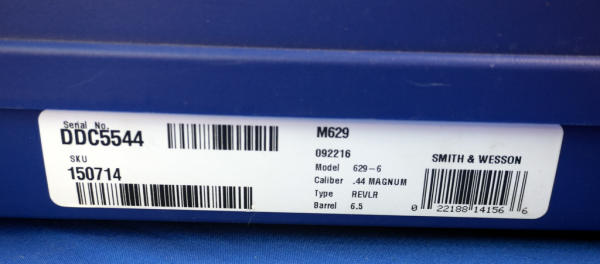 Serial No.
DDC5544
SKU
150714
M629
092216
Model 629-6
Caliber .44 MAGNUM
Type REVLR
Barrel 6.5
SMITH & WESSON
0 22188 14156 6